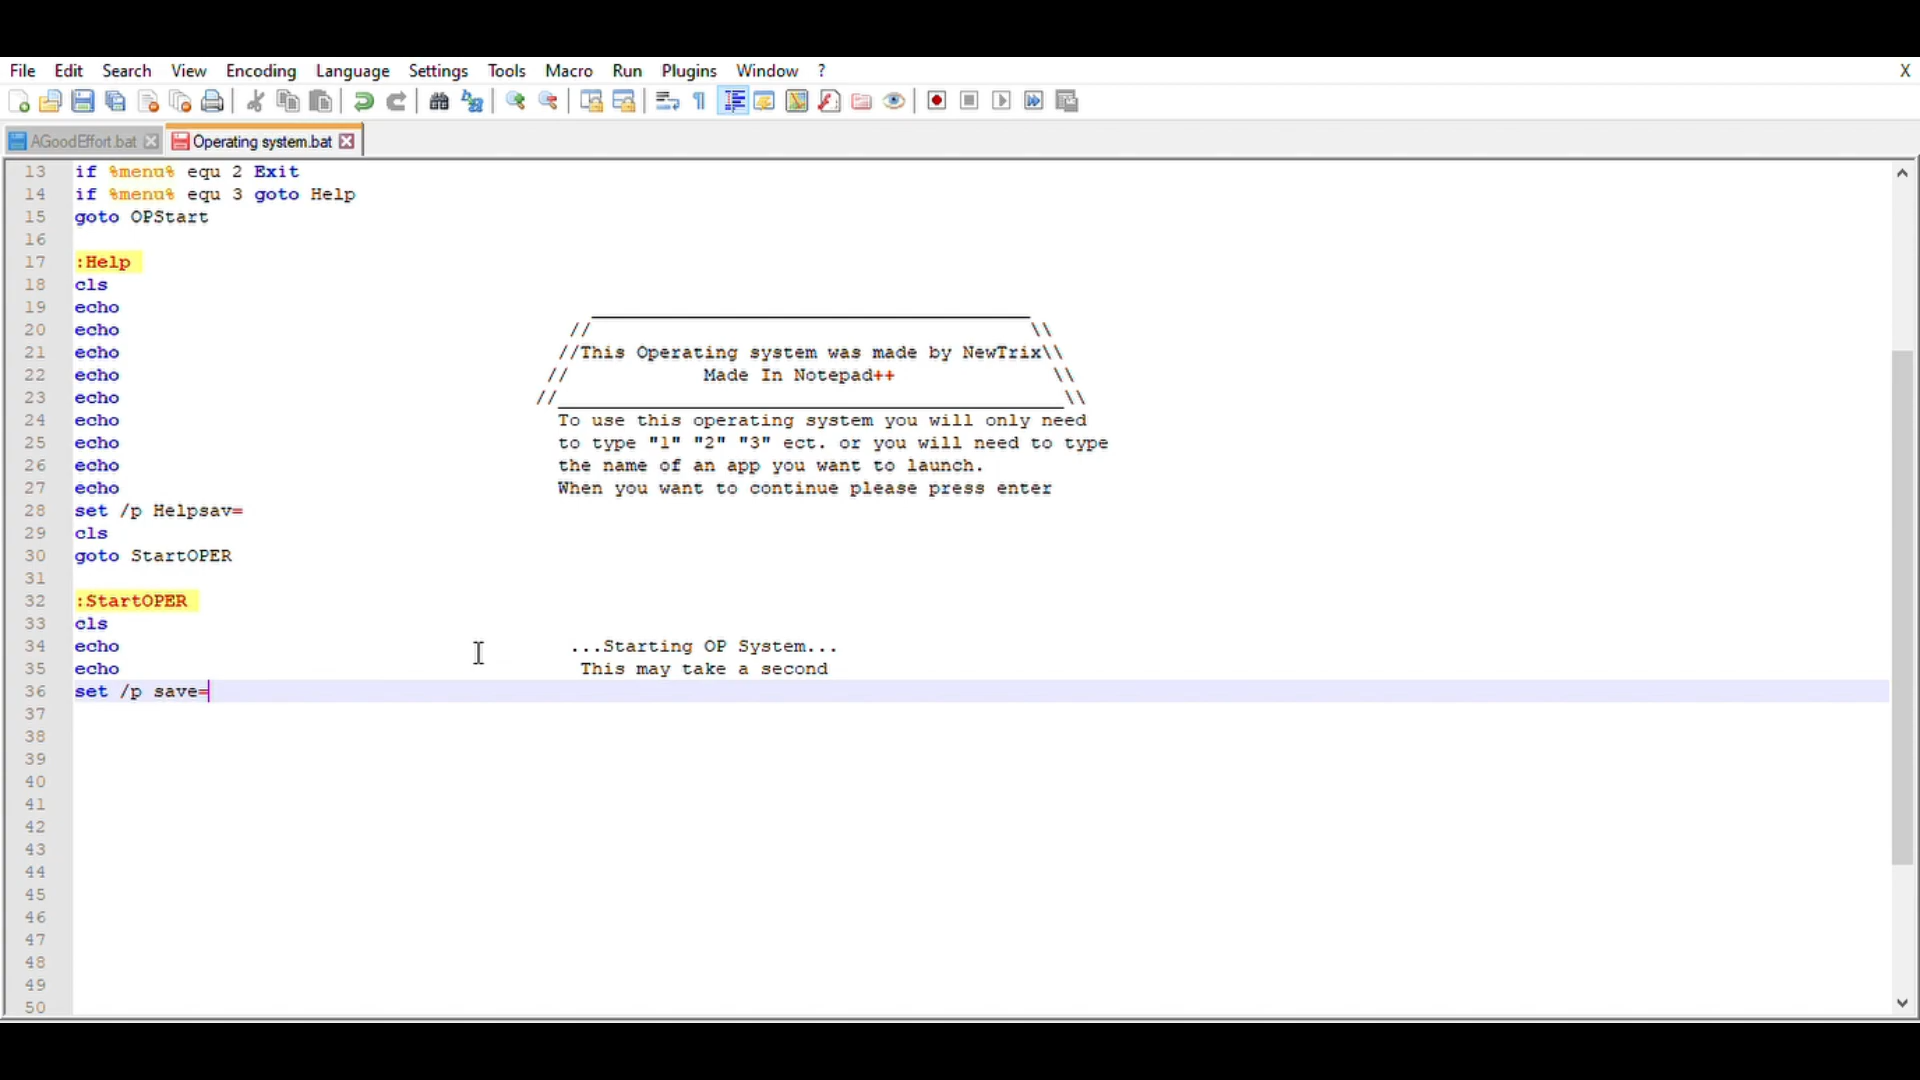 File Edit Search View Encoding Language Settings Tools Macro Run Plugins Window ? X
AGoodEffort.bat Operating system.bat
13 if %menu% equ 2 Exit
14 if %menu% equ 3 goto Help
15 goto OPStart
16
17 :Help
18 cls
19 echo _______________________________________
20 echo // \\
21 echo //This Operating system was made by NewTrix\\
22 echo // Made In Notepad++ \\
23 echo //_____________________________________________\\
24 echo To use this operating system you will only need
25 echo to type "1" "2" "3" ect. or you will need to type
26 echo the name of an app you want to launch.
27 echo When you want to continue please press enter
28 set /p Helpsav=
29 cls
30 goto StartOPER
31
32 :StartOPER
33 cls
34 echo ...Starting OP System...
35 echo This may take a second
36 set /p save=
37
38
39
40
41
42
43
44
45
46
47
48
49
50